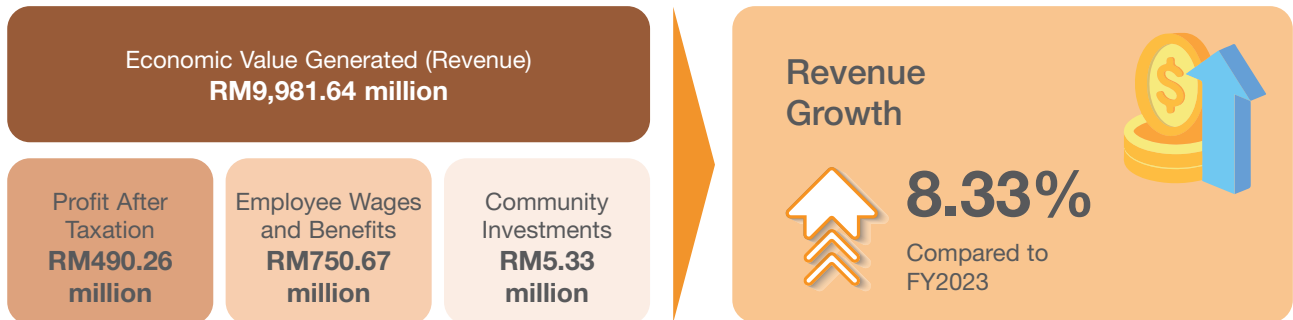 Economic Value Generated (Revenue)
RM9,981.64 million
Profit After
Taxation
RM490.26
million
Employee Wages
and Benefits
RM750.67
million
Community
Investments
RM5.33
million
Revenue
Growth
$
8.33%
Compared to
FY2023